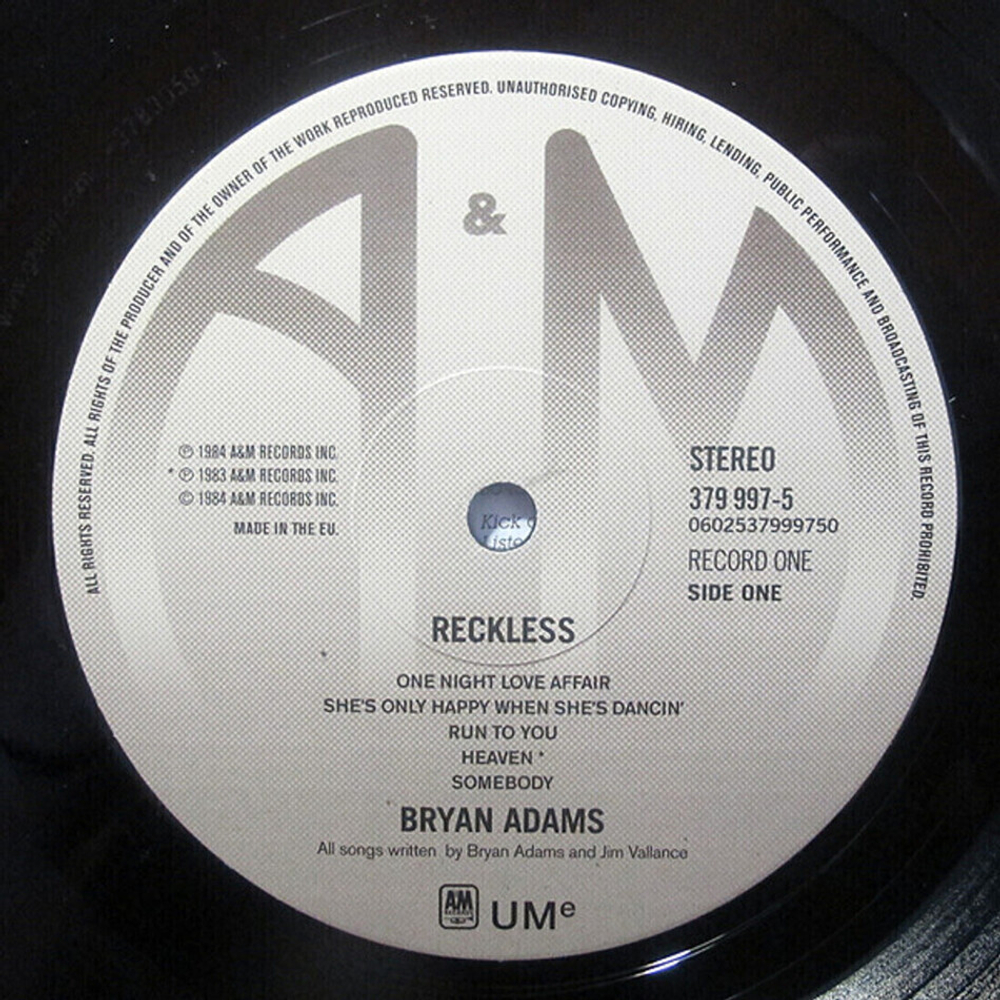 ALL RIGHTS RESERVED. ALL RIGHTS OF THE PRODUCER AND OF THE OWNER OF THE WORK REPRODUCED RESERVED. UNAUTHORISED COPYING, HIRING, LENDING, PUBLIC PERFORMANCE AND BROADCASTING OF THIS RECORD PROHIBITED.
A&M
℗ 1984 A&M RECORDS INC.
* ℗ 1983 A&M RECORDS INC.
© 1984 A&M RECORDS INC.
MADE IN THE EU.
STEREO
379 997-5
0602537999750
RECORD ONE
SIDE ONE
Kick
RECKLESS
ONE NIGHT LOVE AFFAIR
SHE'S ONLY HAPPY WHEN SHE'S DANCIN'
RUN TO YOU
HEAVEN *
SOMEBODY
BRYAN ADAMS
All songs written by Bryan Adams and Jim Vallance
A&M RECORDS
UMe